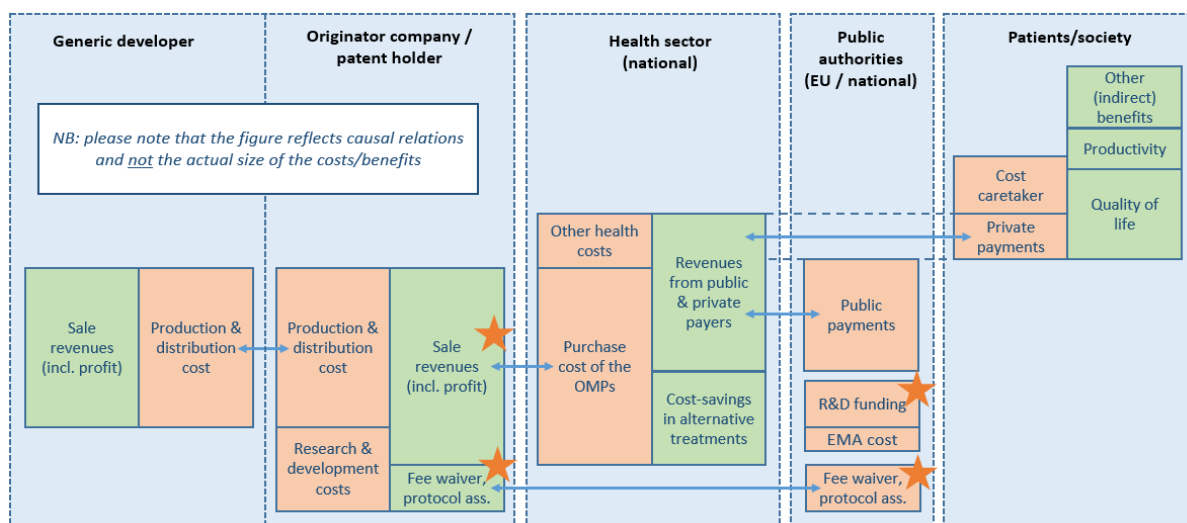 Generic developer
Originator company /
patent holder
Health sector
(national)
Public
authorities
(EU / national)
Patients/society
NB: please note that the figure reflects causal relations
and not the actual size of the costs/benefits
Sale
revenues
(incl. profit)
Production &
distribution
cost
Production &
distribution
cost
Research &
development
costs
Sale
revenues
(incl. profit)
Fee waiver,
protocol ass.
Other health
costs
Purchase
cost of the
OMPs
Revenues
from public
& private
payers
Cost-savings
in alternative
treatments
Public
payments
R&D funding
EMA cost
Fee waiver,
protocol ass.
Cost
caretaker
Private
payments
Other
(indirect)
benefits
Productivity
Quality of
life